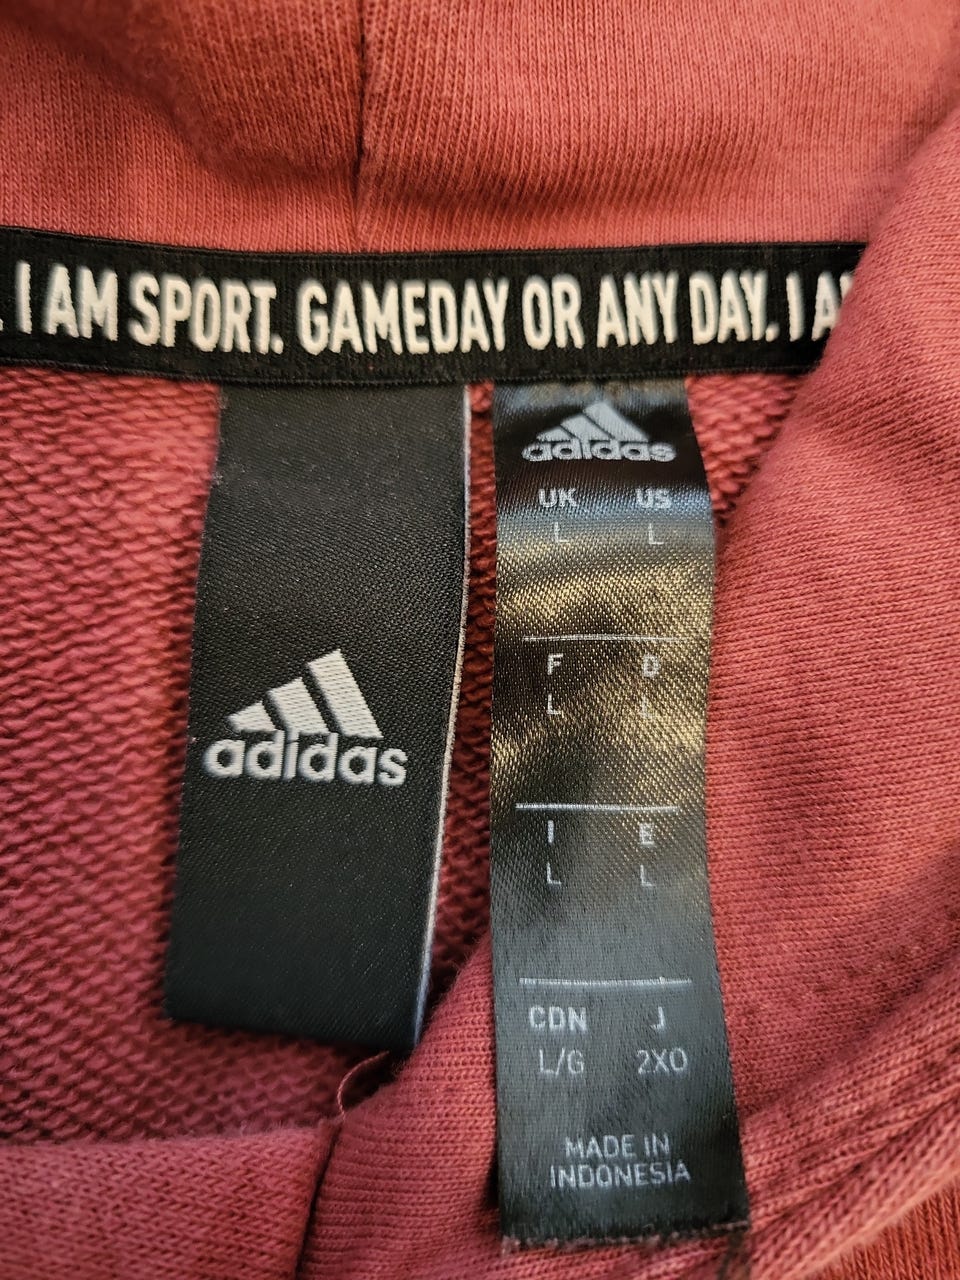 . I AM SPORT. GAMEDAY OR ANY DAY. I A
adidas
adidas
UK US
L L
F D
L L
I E
L L
CDN J
L/G 2XO
MADE IN
INDONESIA